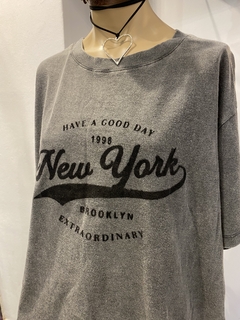 HAVE A GOOD DAY
1998
New York
BROOKLYN
EXTRAORDINARY